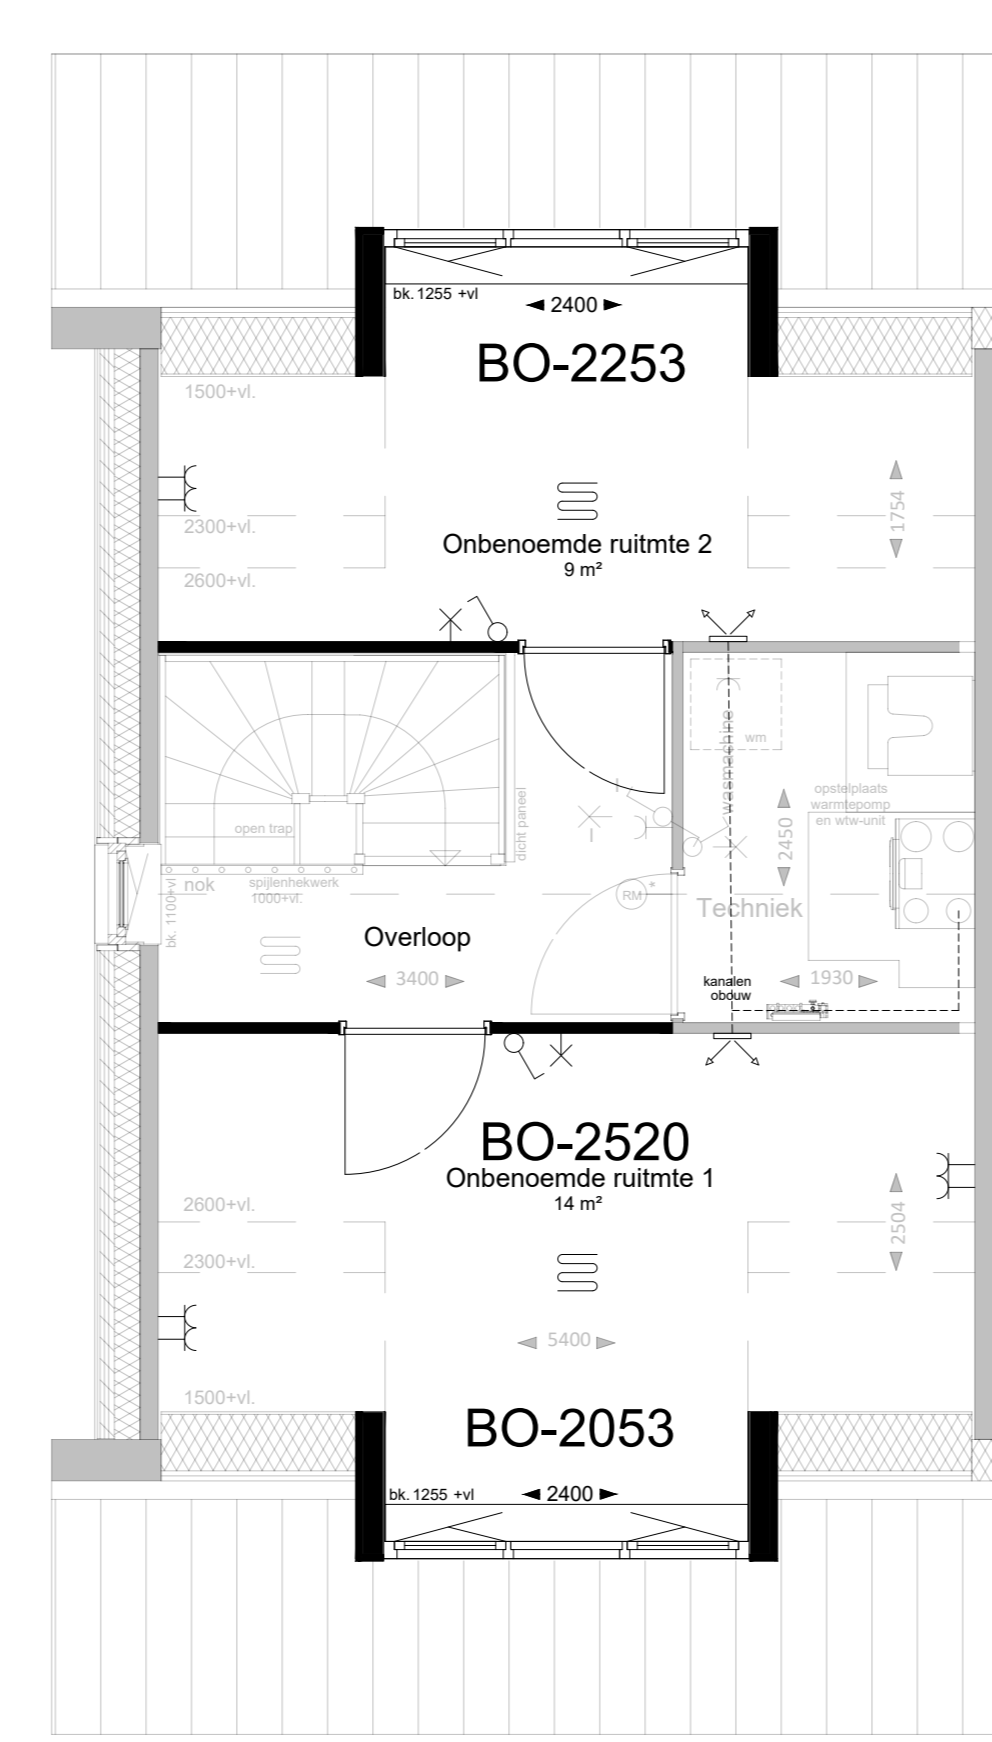 bk. 1255 +vl
2400
BO-2253
1500+vl.
1754
2300+vl.
Onbenoemde ruitmte 2
9 m²
2600+vl.
wasmachine
wm
opstelplaats
warmtepomp
en wtw-unit
dicht paneel
open trap
2450
bk. 1100+vl
nok
spijlenhekwerk
1000+vl.
RM *
Techniek
Overloop
3400
kanalen
obouw
1930
BO-2520
Onbenoemde ruitmte 1
14 m²
2600+vl.
2504
2300+vl.
5400
1500+vl.
BO-2053
bk. 1255 +vl
2400